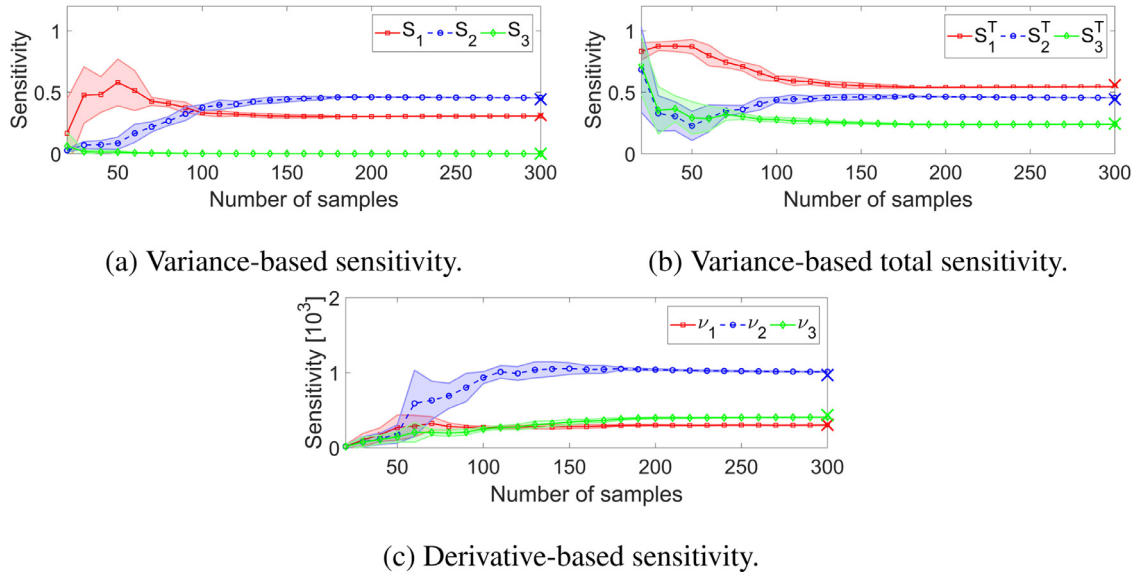 Sensitivity
1
0.5
0
S1 S2 S3
50 100 150 200 250 300
Number of samples
(a) Variance-based sensitivity.
Sensitivity
1
0.5
0
S1^T S2^T S3^T
50 100 150 200 250 300
Number of samples
(b) Variance-based total sensitivity.
Sensitivity [10^3]
2
1
0
ν1 ν2 ν3
50 100 150 200 250 300
Number of samples
(c) Derivative-based sensitivity.